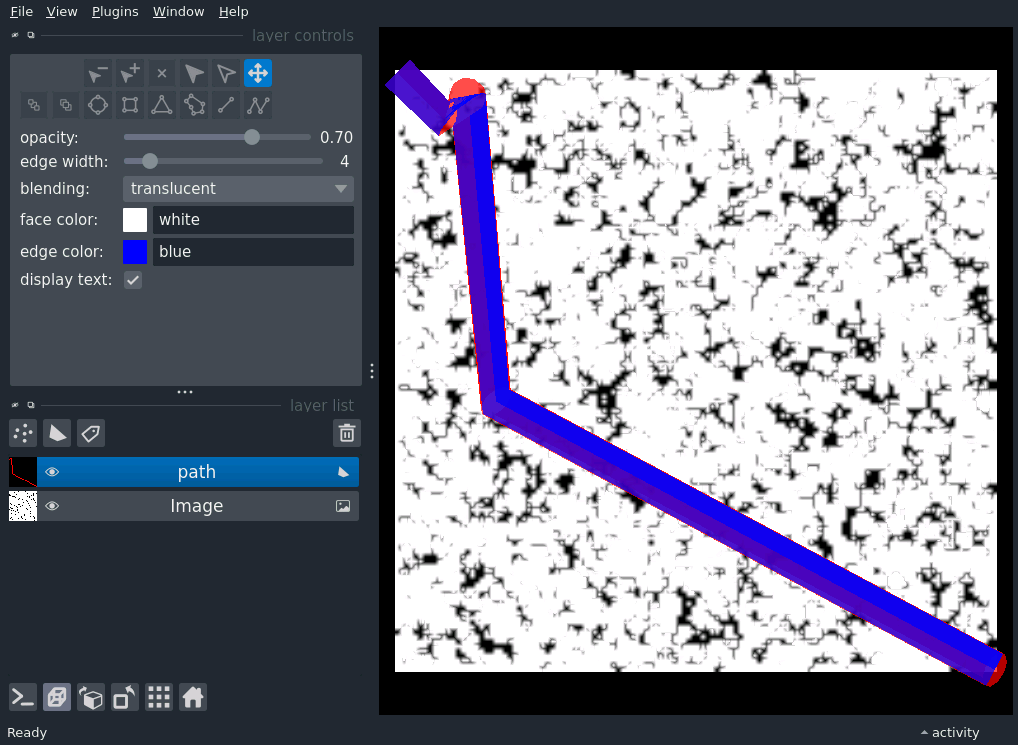 File View Plugins Window Help
layer controls
opacity: 0.70
edge width: 4
blending: translucent
face color: white
edge color: blue
display text:
layer list
path
Image
Ready activity